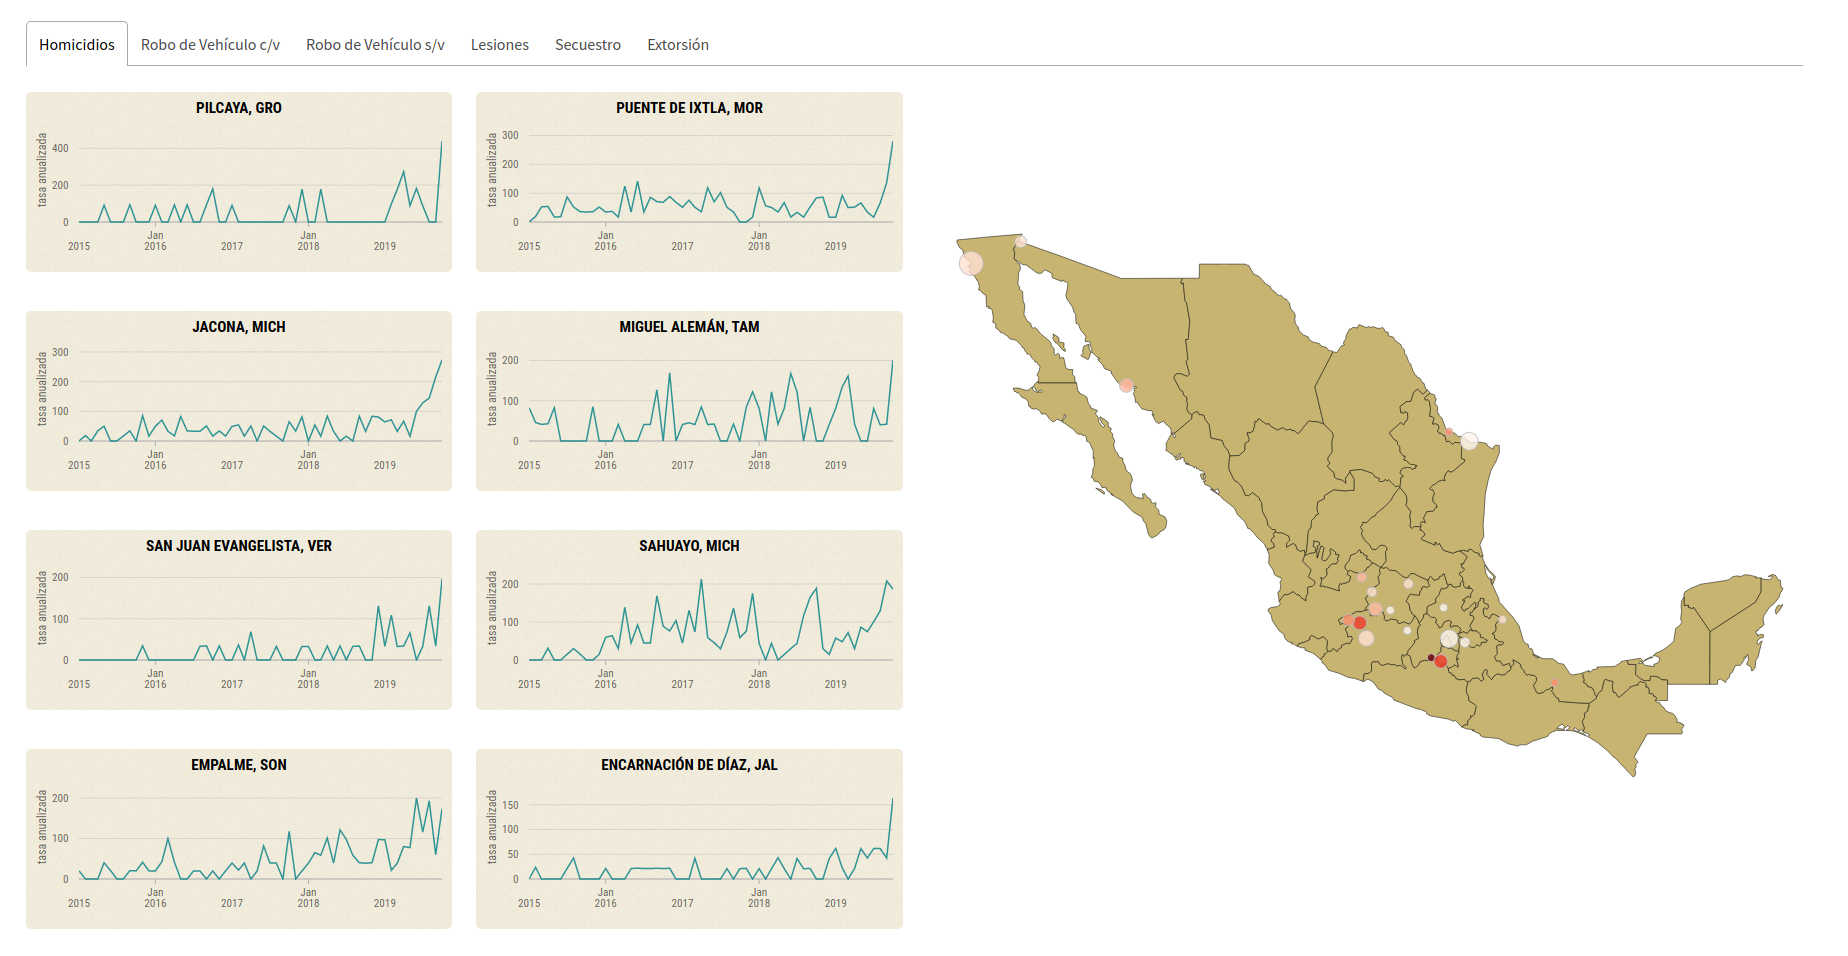 Homicidios Robo de Vehículo c/v Robo de Vehículo s/v Lesiones Secuestro Extorsión
PILCAYA, GRO
tasa anualizada
400
200
0
Jan Jan
2015 2016 2017 2018 2019
PUENTE DE IXTLA, MOR
tasa anualizada
300
200
100
0
Jan Jan
2015 2016 2017 2018 2019
JACONA, MICH
tasa anualizada
300
200
100
0
Jan Jan
2015 2016 2017 2018 2019
MIGUEL ALEMÁN, TAM
tasa anualizada
200
100
0
Jan Jan
2015 2016 2017 2018 2019
SAN JUAN EVANGELISTA, VER
tasa anualizada
200
100
0
Jan Jan
2015 2016 2017 2018 2019
SAHUAYO, MICH
tasa anualizada
200
100
0
Jan Jan
2015 2016 2017 2018 2019
EMPALME, SON
tasa anualizada
200
100
0
Jan Jan
2015 2016 2017 2018 2019
ENCARNACIÓN DE DÍAZ, JAL
tasa anualizada
150
100
50
0
Jan Jan
2015 2016 2017 2018 2019